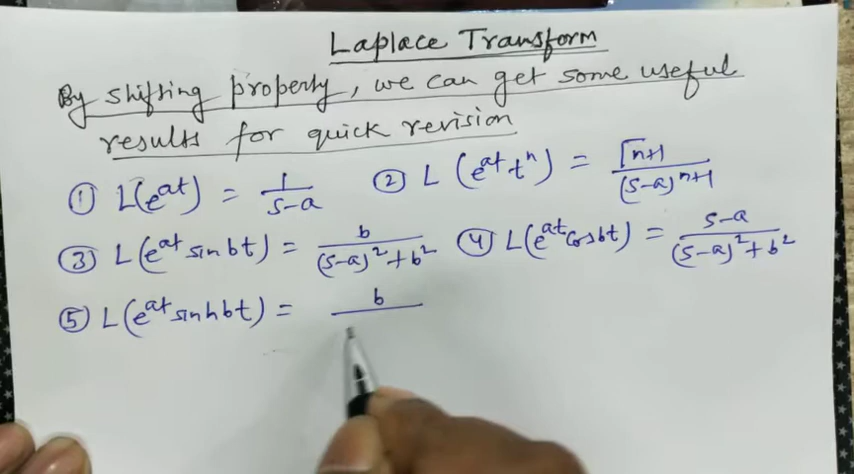 Laplace Transform
By shifting property, we can get some useful
results for quick revision
① L(e^{at}) = 1/(s-a) ② L(e^{at} t^n) = Γn+1/(s-a)^{n+1}
③ L(e^{at} sin bt) = b/((s-a)^2+b^2) ④ L(e^{at} cos bt) = s-a/((s-a)^2+b^2)
⑤ L(e^{at} sinh bt) = b/